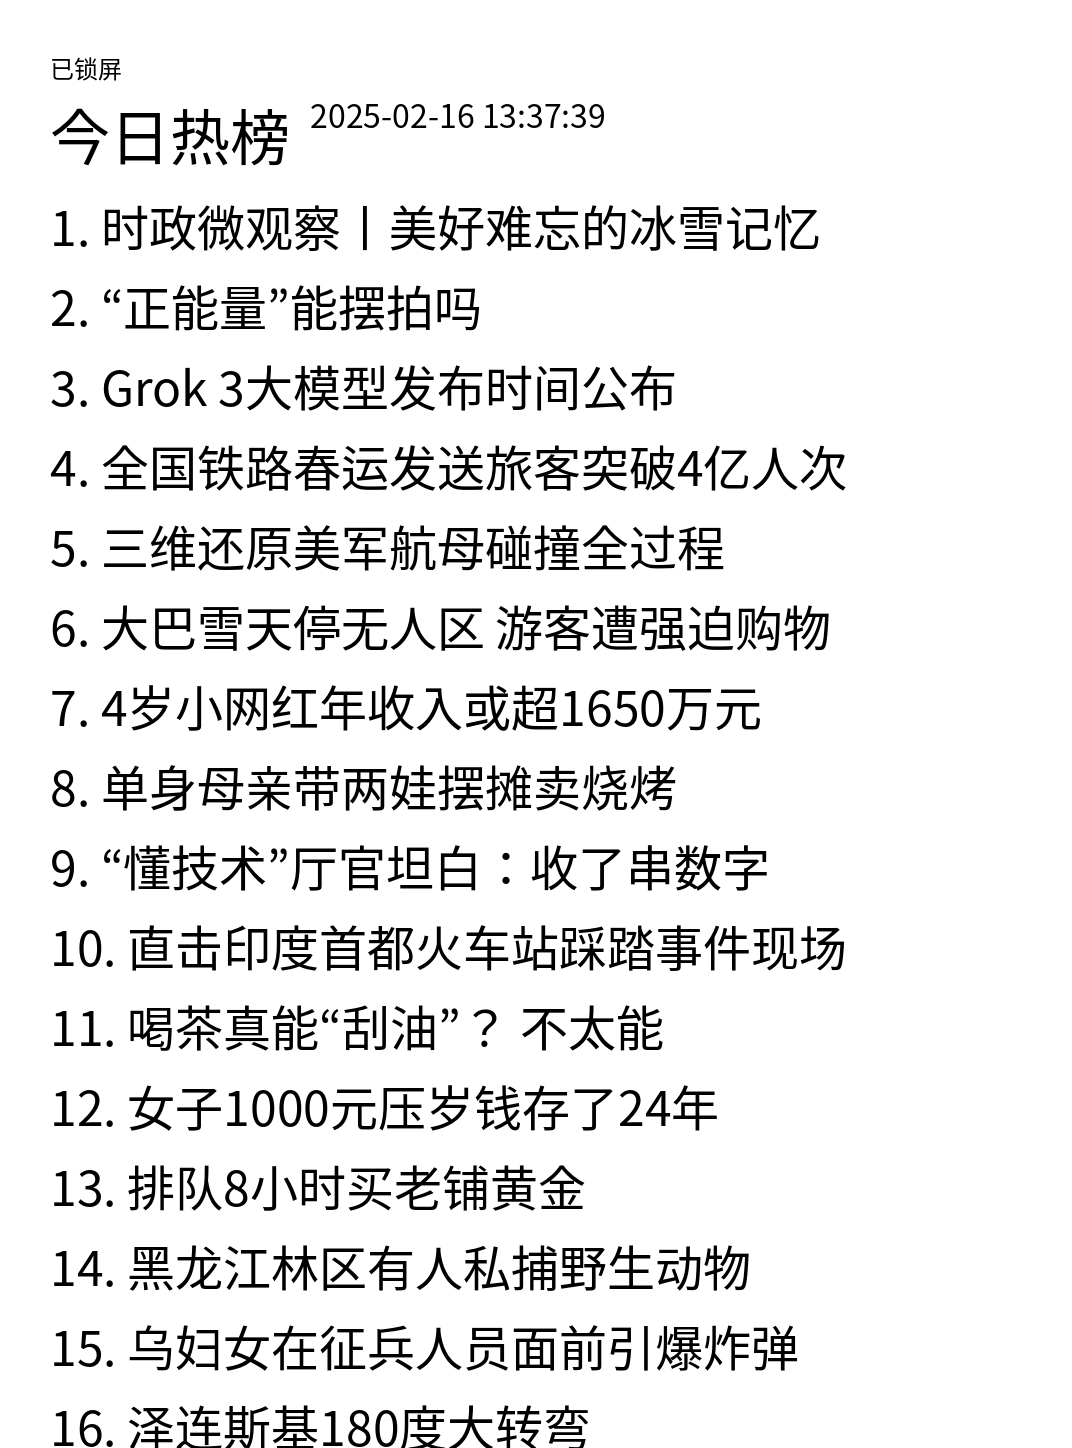 已锁屏
今日热榜 2025-02-16 13:37:39
1. 时政微观察丨美好难忘的冰雪记忆
2. “正能量”能摆拍吗
3. Grok 3大模型发布时间公布
4. 全国铁路春运发送旅客突破4亿人次
5. 三维还原美军航母碰撞全过程
6. 大巴雪天停无人区 游客遭强迫购物
7. 4岁小网红年收入或超1650万元
8. 单身母亲带两娃摆摊卖烧烤
9. “懂技术”厅官坦白：收了串数字
10. 直击印度首都火车站踩踏事件现场
11. 喝茶真能“刮油”？ 不太能
12. 女子1000元压岁钱存了24年
13. 排队8小时买老铺黄金
14. 黑龙江林区有人私捕野生动物
15. 乌妇女在征兵人员面前引爆炸弹
16. 泽连斯基180度大转弯